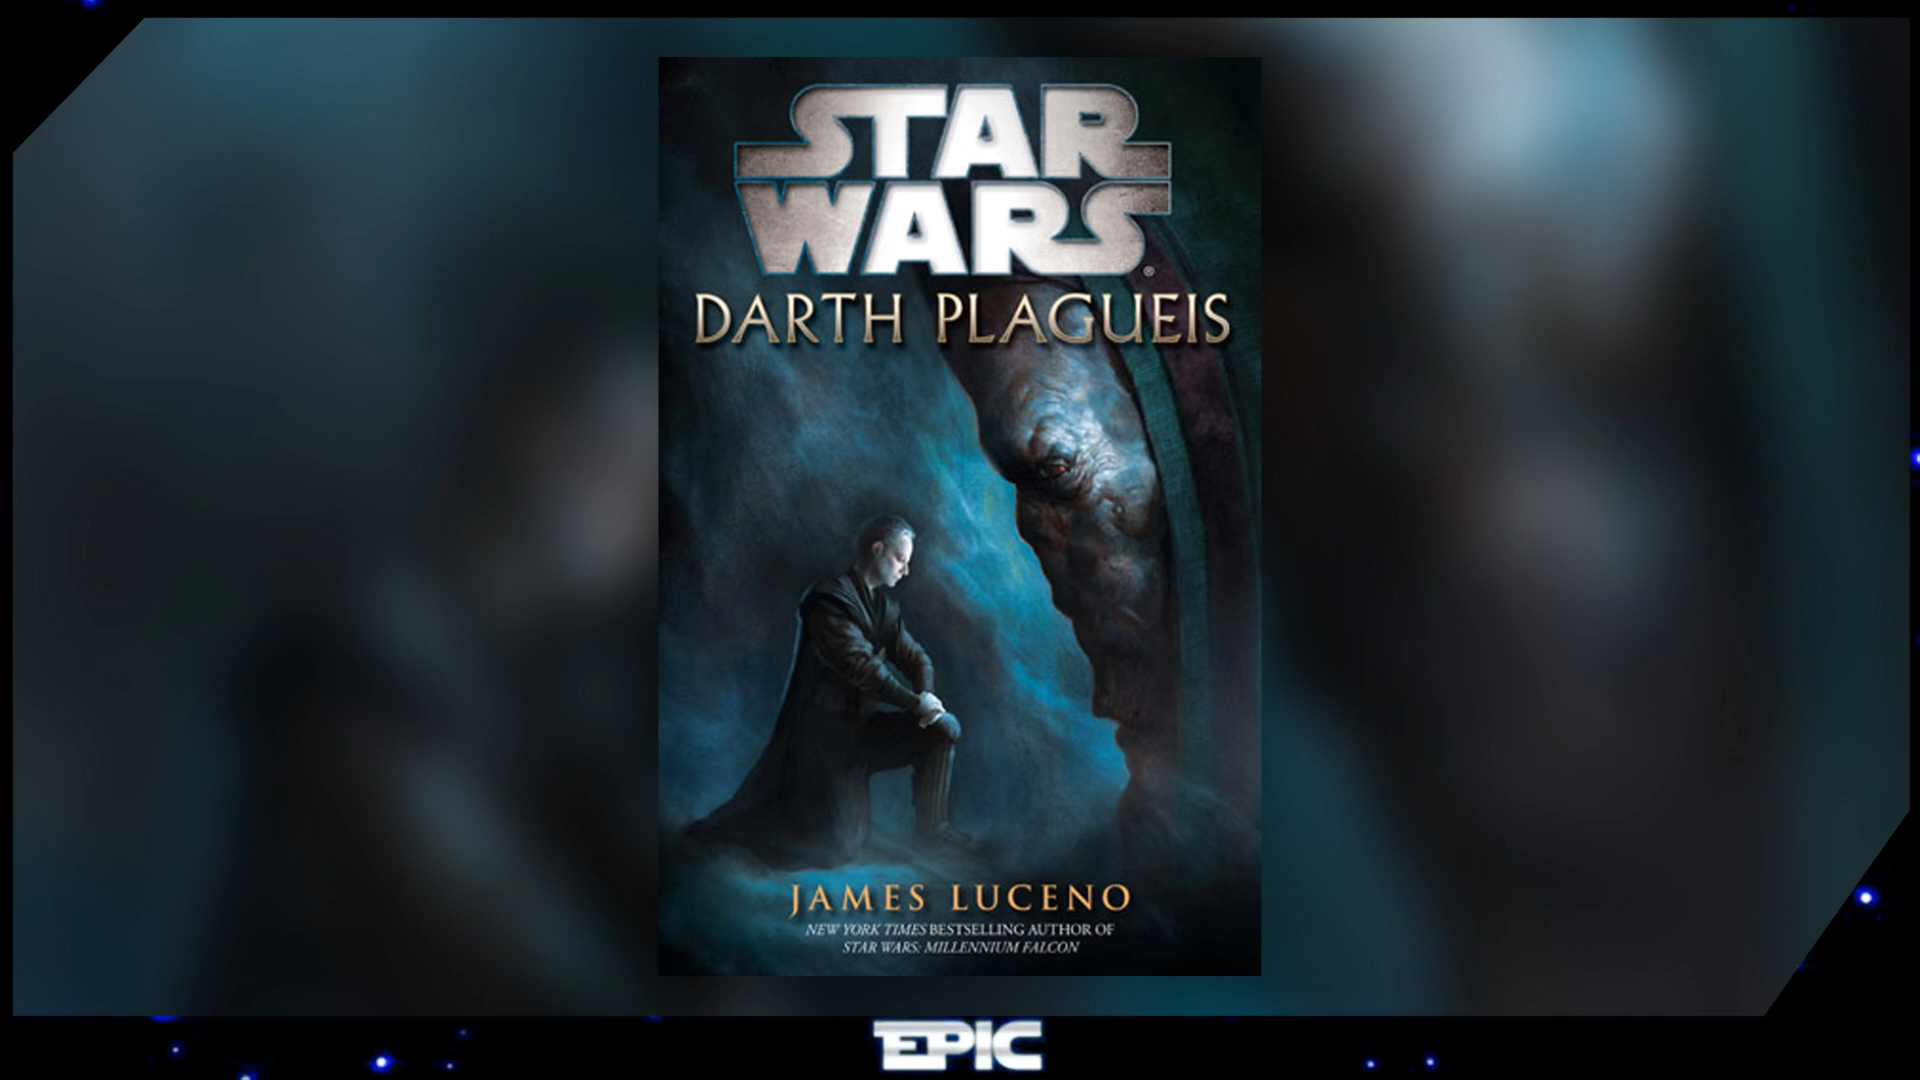 STAR
WARS®
DARTH PLAGUEIS
JAMES LUCENO
NEW YORK TIMES BESTSELLING AUTHOR OF
STAR WARS: MILLENNIUM FALCON
EPIC